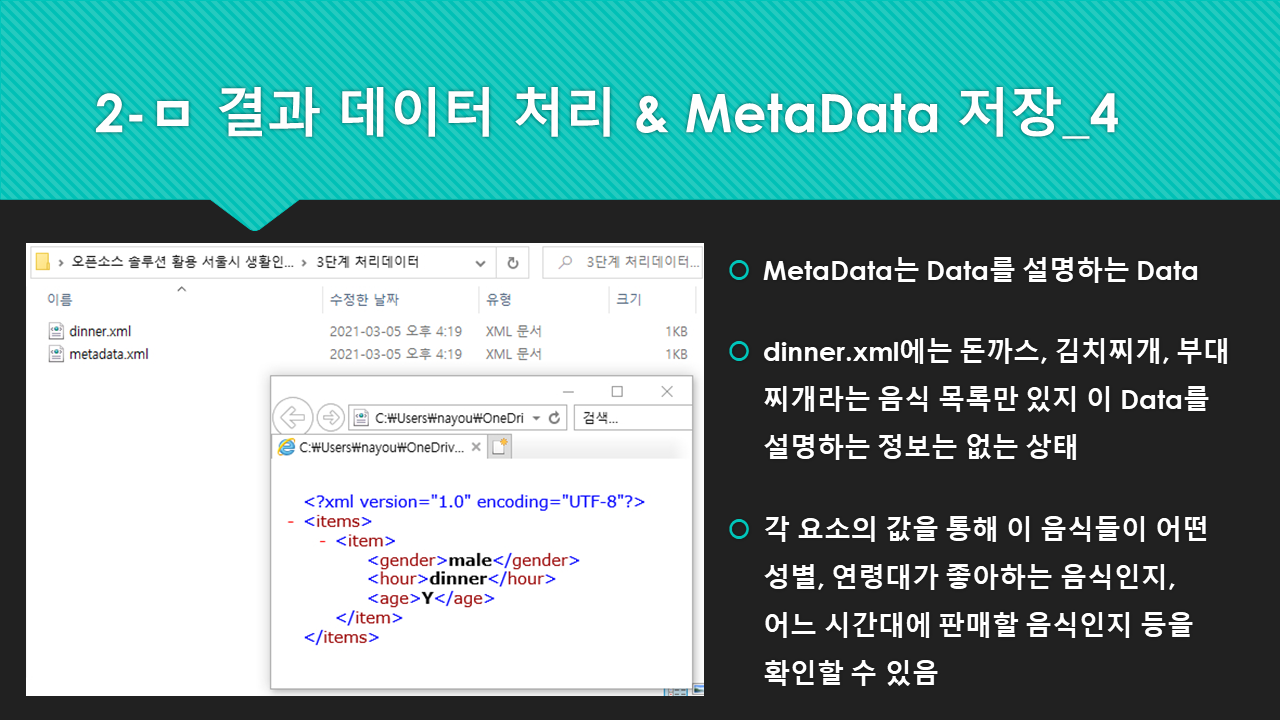 2-ㅁ 결과 데이터 처리 & MetaData 저장_4
› 오픈소스 솔루션 활용 서울시 생활인... › 3단계 처리데이터
3단계 처리데이터...
이름 수정한 날짜 유형 크기
dinner.xml 2021-03-05 오후 4:19 XML 문서 1KB
metadata.xml 2021-03-05 오후 4:19 XML 문서 1KB
C:₩Users₩nayou₩OneDri
검색...
C:₩Users₩nayou₩OneDriv...
<?xml version="1.0" encoding="UTF-8"?>
- <items>
- <item>
<gender>male</gender>
<hour>dinner</hour>
<age>Y</age>
</item>
</items>
MetaData는 Data를 설명하는 Data
dinner.xml에는 돈까스, 김치찌개, 부대
찌개라는 음식 목록만 있지 이 Data를
설명하는 정보는 없는 상태
각 요소의 값을 통해 이 음식들이 어떤
성별, 연령대가 좋아하는 음식인지,
어느 시간대에 판매할 음식인지 등을
확인할 수 있음